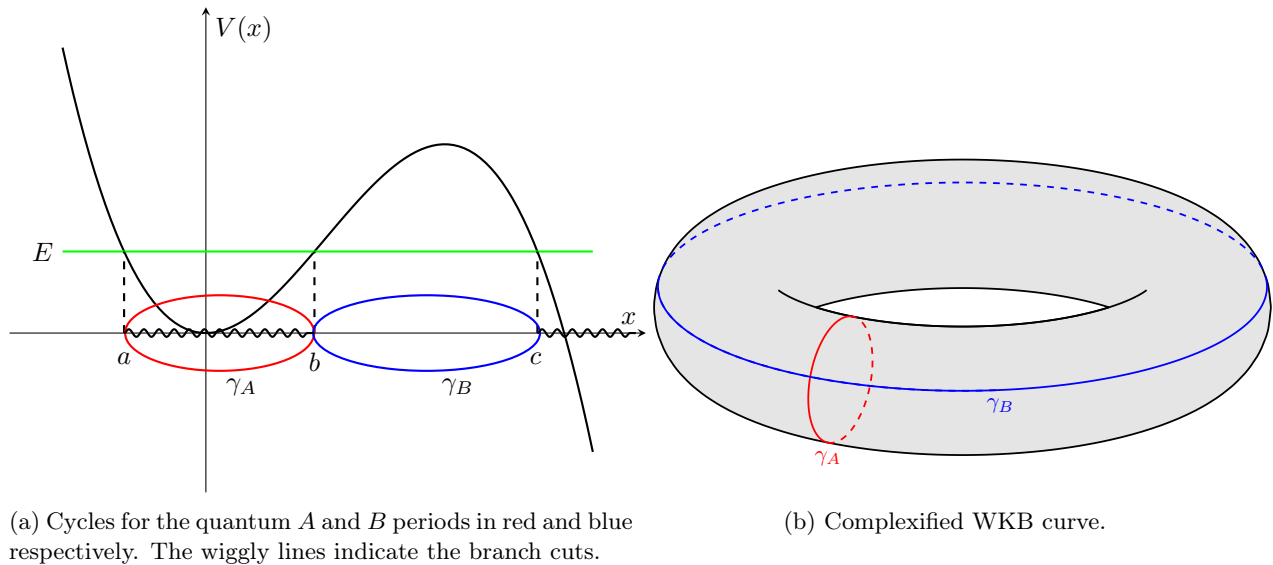 V(x)
E
x
a
b
c
γ_A
γ_B
(a) Cycles for the quantum A and B periods in red and blue
respectively. The wiggly lines indicate the branch cuts.
γ_B
γ_A
(b) Complexified WKB curve.